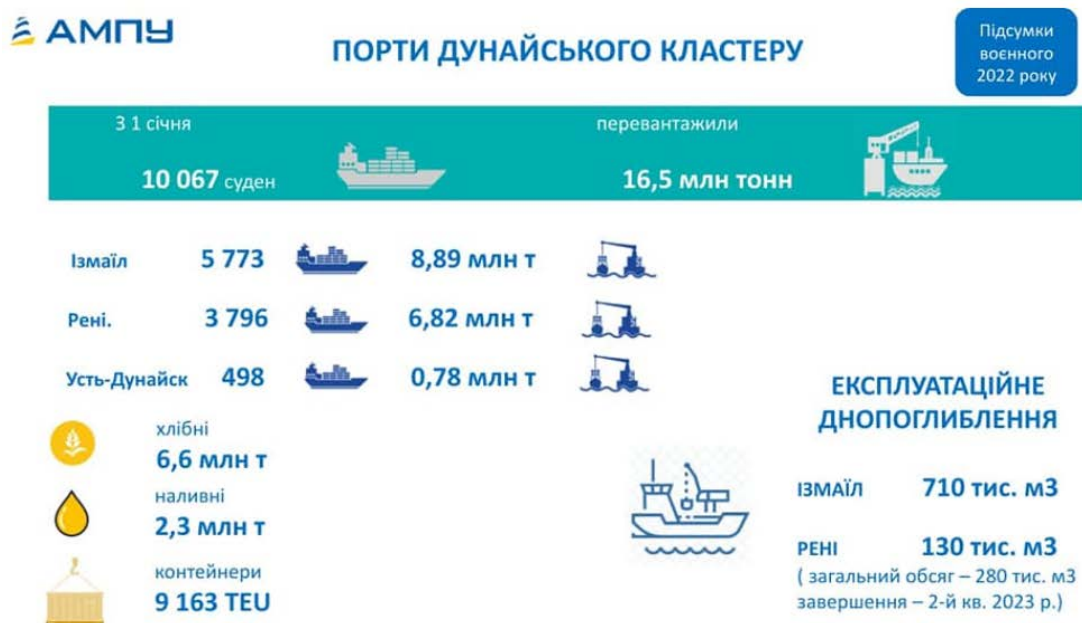 АМПУ
ПОРТИ ДУНАЙСЬКОГО КЛАСТЕРУ
Підсумки
воєнного
2022 року
З 1 січня
10 067 суден
перевантажили
16,5 млн тонн
Ізмаїл 5 773 8,89 млн т
Рені. 3 796 6,82 млн т
Усть-Дунайск 498 0,78 млн т
хлібні
6,6 млн т
наливні
2,3 млн т
контейнери
9 163 TEU
ЕКСПЛУАТАЦІЙНЕ
ДНОПОГЛИБЛЕННЯ
ІЗМАЇЛ 710 тис. м3
РЕНІ 130 тис. м3
( загальний обсяг – 280 тис. м3
завершення – 2-й кв. 2023 р.)